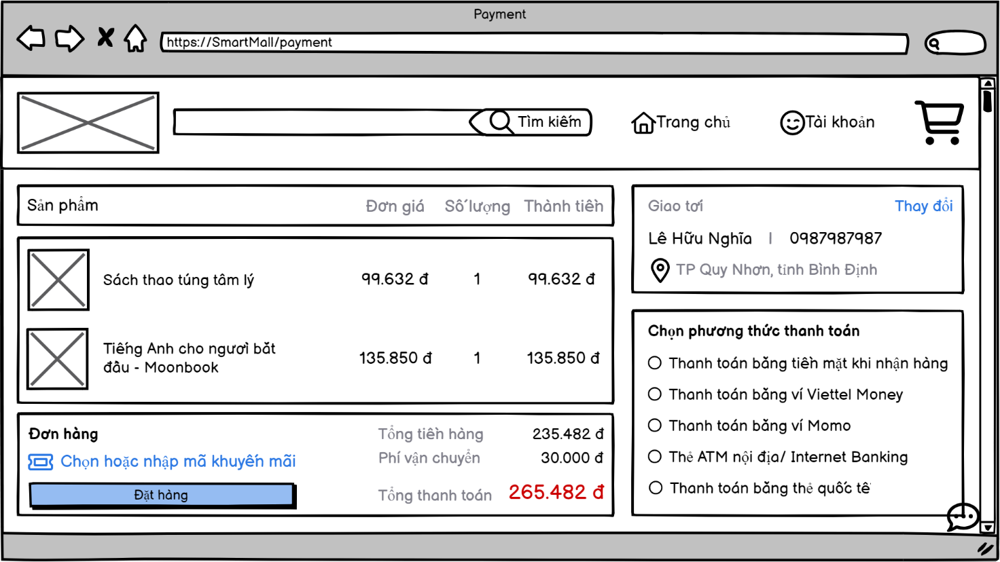 Payment
https://SmartMall/payment
Tìm kiếm
Trang chủ
Tài khoản
Sản phẩm Đơn giá Số lượng Thành tiền
Sách thao túng tâm lý 99.632 đ 1 99.632 đ
Tiếng Anh cho người bắt
đầu - Moonbook 135.850 đ 1 135.850 đ
Đơn hàng
Chọn hoặc nhập mã khuyến mãi
Đặt hàng
Tổng tiền hàng 235.482 đ
Phí vận chuyển 30.000 đ
Tổng thanh toán 265.482 đ
Giao tới Thay đổi
Lê Hữu Nghĩa | 0987987987
TP Quy Nhơn, tỉnh Bình Định
Chọn phương thức thanh toán
Thanh toán bằng tiền mặt khi nhận hàng
Thanh toán bằng ví Viettel Money
Thanh toán bằng ví Momo
Thẻ ATM nội địa/ Internet Banking
Thanh toán bằng thẻ quốc tế